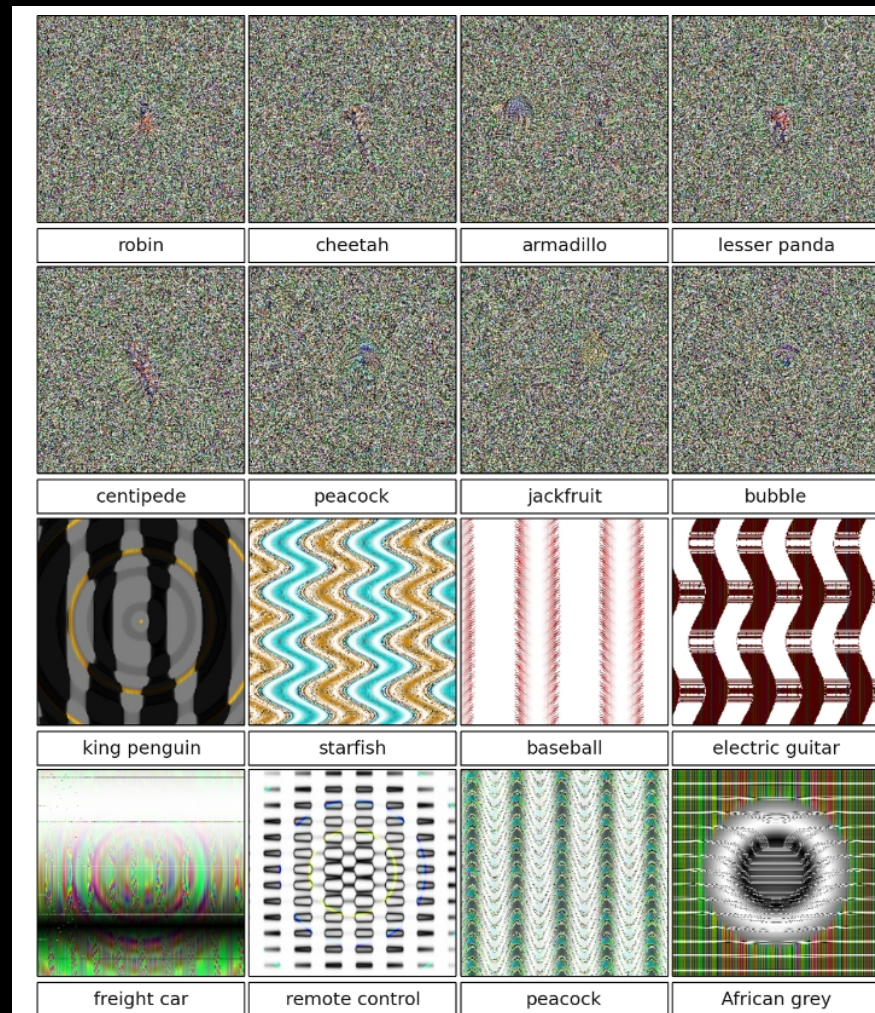 robin
cheetah
armadillo
lesser panda
centipede
peacock
jackfruit
bubble
king penguin
starfish
baseball
electric guitar
freight car
remote control
peacock
African grey